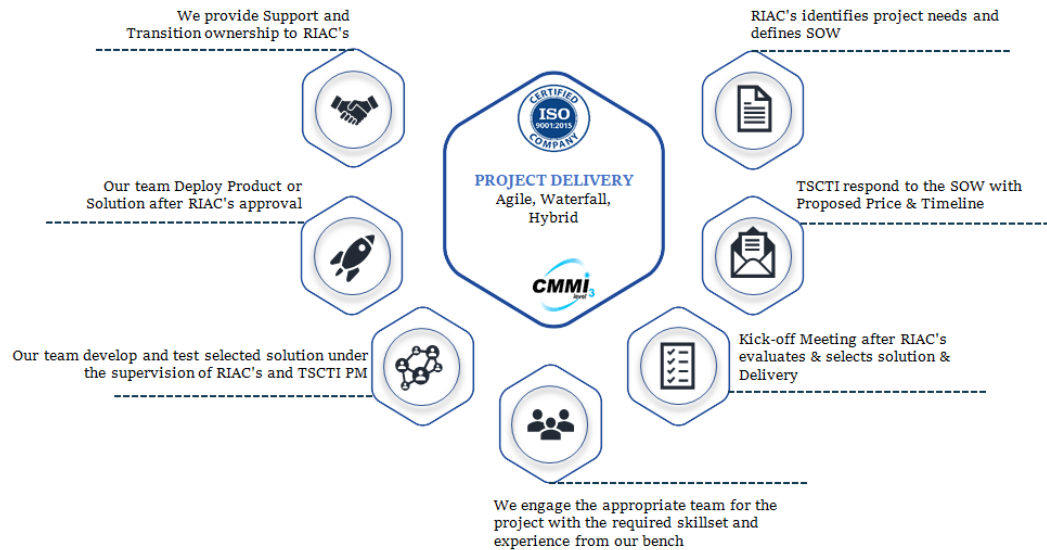 We provide Support and
Transition ownership to RIAC's
RIAC's identifies project needs and
defines SOW
CERTIFIED
ISO
9001:2015
COMPANY
PROJECT DELIVERY
Agile, Waterfall,
Hybrid
CMMi
level 3
Our team Deploy Product or
Solution after RIAC's approval
TSCTI respond to the SOW with
Proposed Price & Timeline
Our team develop and test selected solution under
the supervision of RIAC's and TSCTI PM
Kick-off Meeting after RIAC's
evaluates & selects solution &
Delivery
We engage the appropriate team for the
project with the required skillset and
experience from our bench